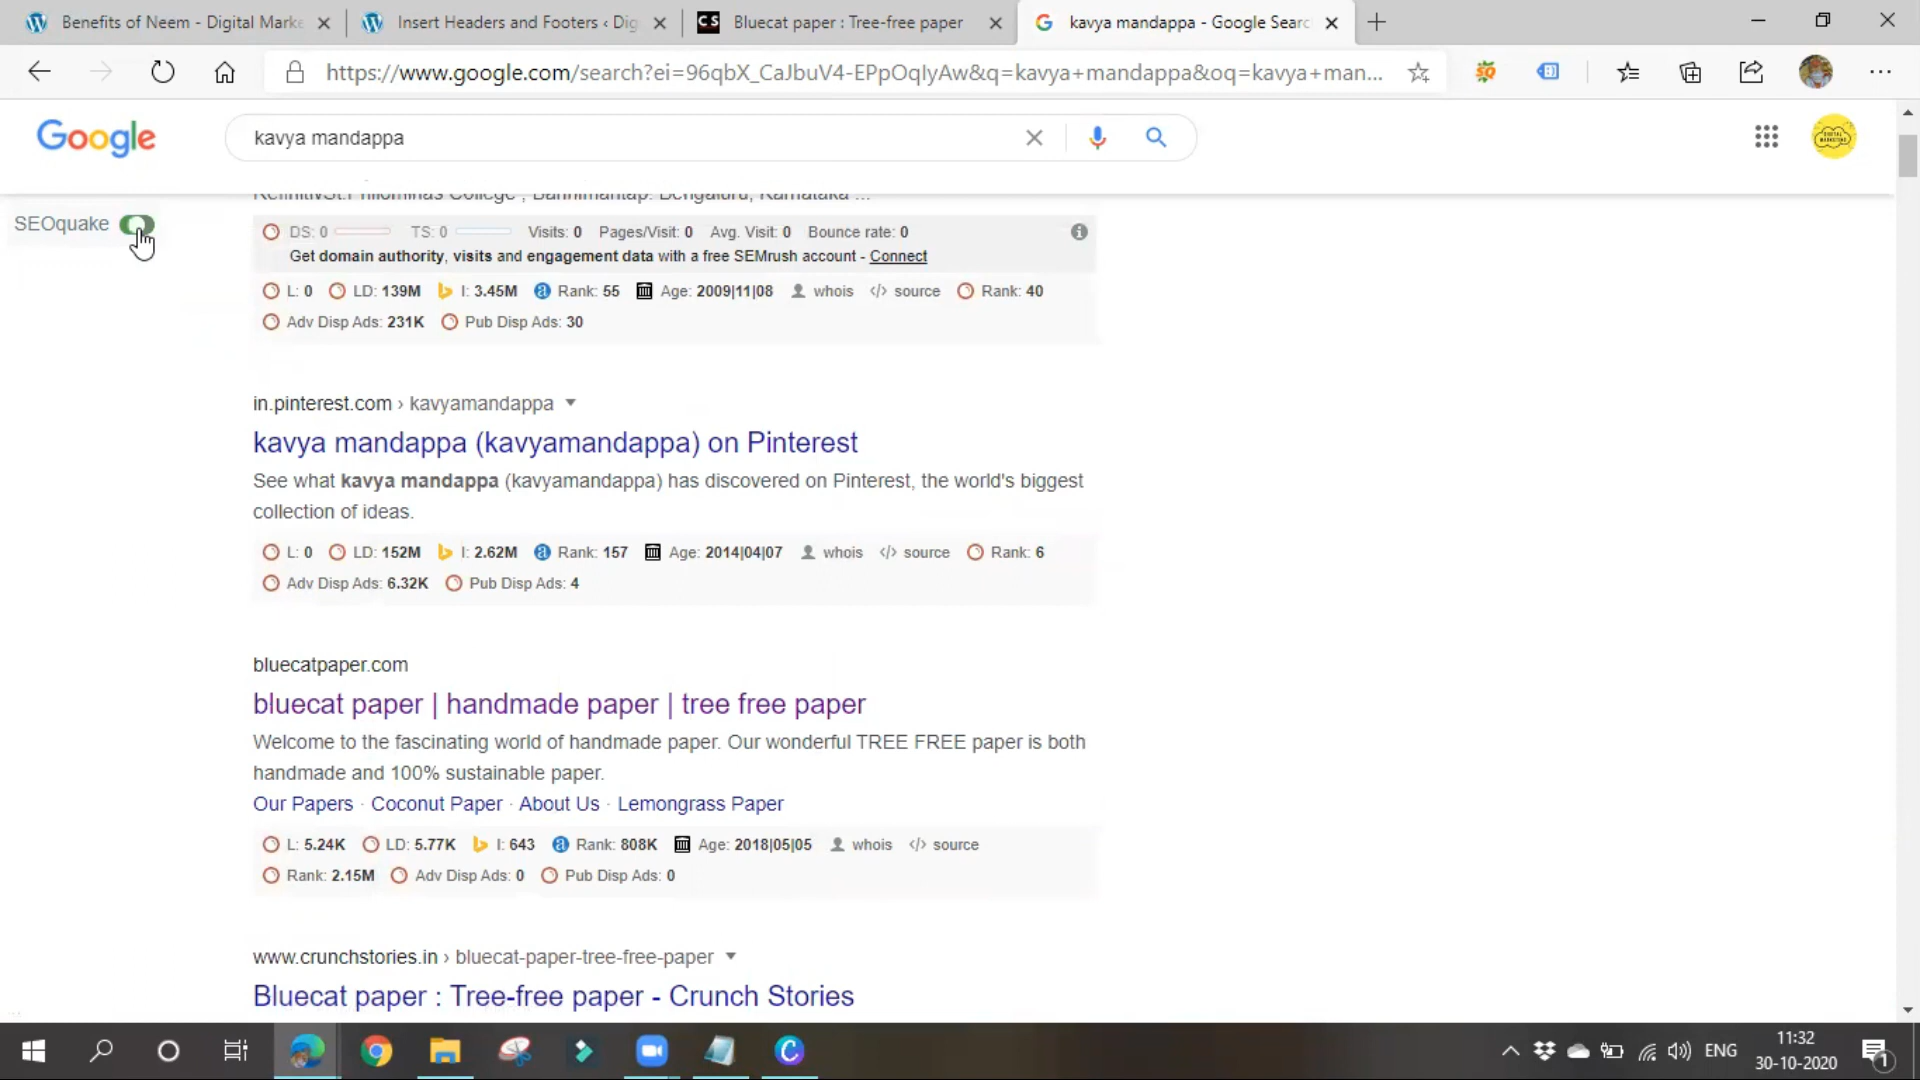 Benefits of Neem - Digital Marke
Insert Headers and Footers ‹ Dig
CS
Bluecat paper : Tree-free paper
kavya mandappa - Google Searc
https://www.google.com/search?ei=96qbX_CaJbuV4-EPpOqIyAw&q=kavya+mandappa&oq=kavya+man...
Google
kavya mandappa
SEOquake
DS: 0 TS: 0 Visits: 0 Pages/Visit: 0 Avg. Visit: 0 Bounce rate: 0
Get domain authority, visits and engagement data with a free SEMrush account - Connect
L: 0 LD: 139M I: 3.45M Rank: 55 Age: 2009|11|08 whois </> source Rank: 40
Adv Disp Ads: 231K Pub Disp Ads: 30
in.pinterest.com › kavyamandappa
kavya mandappa (kavyamandappa) on Pinterest
See what kavya mandappa (kavyamandappa) has discovered on Pinterest, the world's biggest
collection of ideas.
L: 0 LD: 152M I: 2.62M Rank: 157 Age: 2014|04|07 whois </> source Rank: 6
Adv Disp Ads: 6.32K Pub Disp Ads: 4
bluecatpaper.com
bluecat paper | handmade paper | tree free paper
Welcome to the fascinating world of handmade paper. Our wonderful TREE FREE paper is both
handmade and 100% sustainable paper.
Our Papers · Coconut Paper · About Us · Lemongrass Paper
L: 5.24K LD: 5.77K I: 643 Rank: 808K Age: 2018|05|05 whois </> source
Rank: 2.15M Adv Disp Ads: 0 Pub Disp Ads: 0
www.crunchstories.in › bluecat-paper-tree-free-paper
Bluecat paper : Tree-free paper - Crunch Stories
ENG
11:32
30-10-2020
1